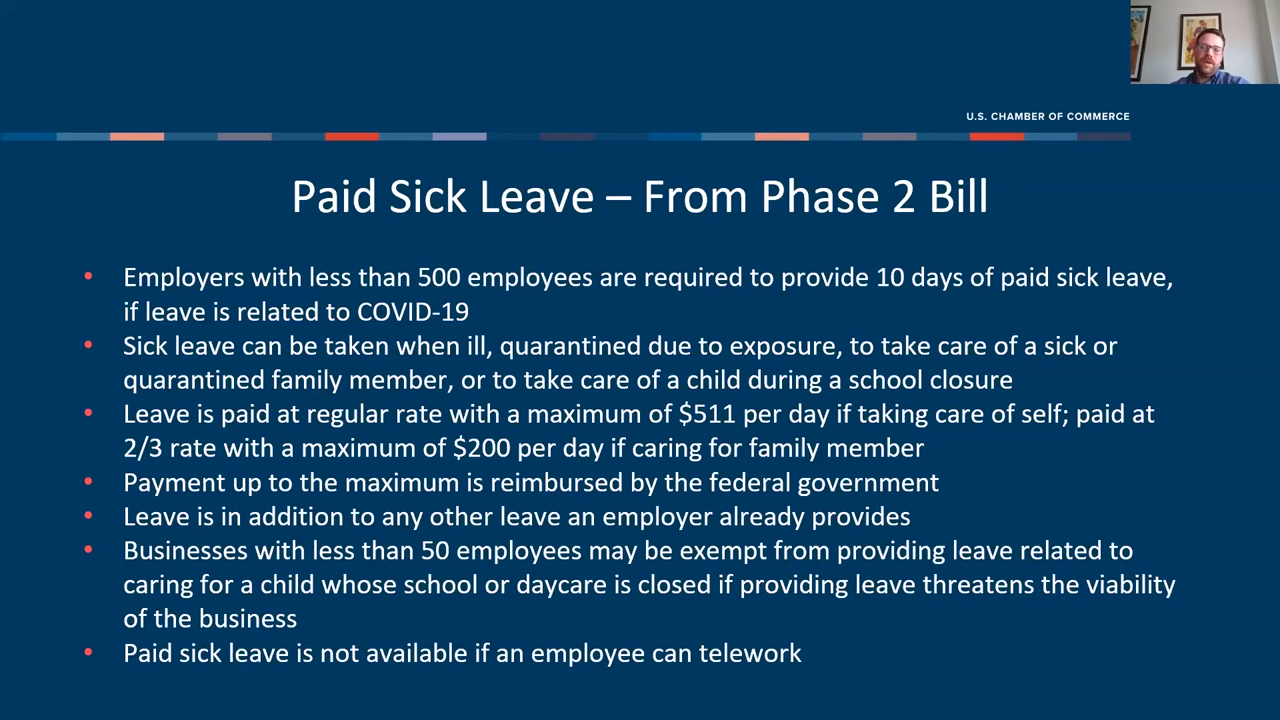 U.S. CHAMBER OF COMMERCE
Paid Sick Leave – From Phase 2 Bill
• Employers with less than 500 employees are required to provide 10 days of paid sick leave,
if leave is related to COVID-19
• Sick leave can be taken when ill, quarantined due to exposure, to take care of a sick or
quarantined family member, or to take care of a child during a school closure
• Leave is paid at regular rate with a maximum of $511 per day if taking care of self; paid at
2/3 rate with a maximum of $200 per day if caring for family member
• Payment up to the maximum is reimbursed by the federal government
• Leave is in addition to any other leave an employer already provides
• Businesses with less than 50 employees may be exempt from providing leave related to
caring for a child whose school or daycare is closed if providing leave threatens the viability
of the business
• Paid sick leave is not available if an employee can telework